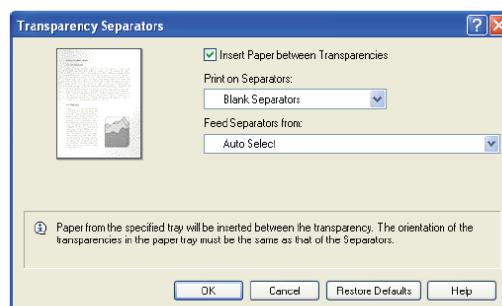 Transparency Separators
Insert Paper between Transparencies
Print on Separators:
Blank Separators
Feed Separators from:
Auto Select
Paper from the specified tray will be inserted between the transparency. The orientation of the
transparencies in the paper tray must be the same as that of the Separators.
OK Cancel Restore Defaults Help